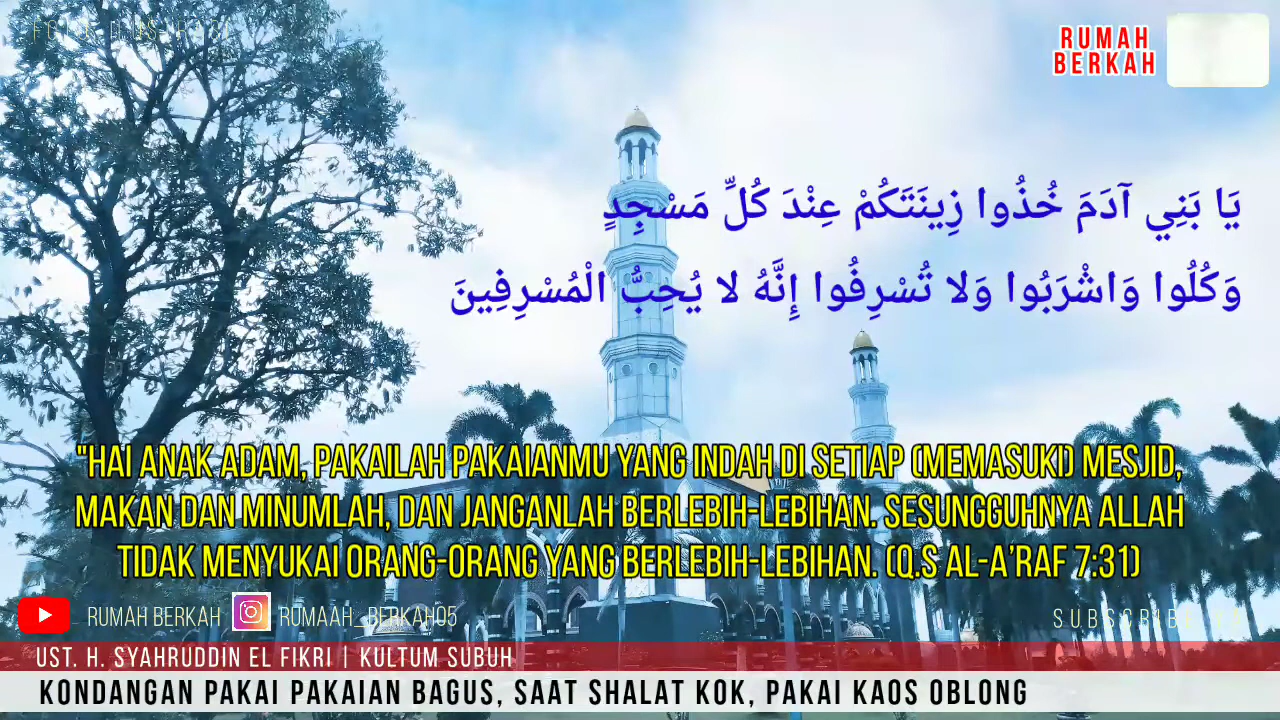 RUMAH
BERKAH
يَا بَنِي آدَمَ خُذُوا زِينَتَكُمْ عِنْدَ كُلِّ مَسْجِدٍ
وَكُلُوا وَاشْرَبُوا وَلا تُسْرِفُوا إِنَّهُ لا يُحِبُّ الْمُسْرِفِينَ
"HAI ANAK ADAM, PAKAILAH PAKAIANMU YANG INDAH DI SETIAP (MEMASUKI) MESJID,
MAKAN DAN MINUMLAH, DAN JANGANLAH BERLEBIH-LEBIHAN. SESUNGGUHNYA ALLAH
TIDAK MENYUKAI ORANG-ORANG YANG BERLEBIH-LEBIHAN. (Q.S AL-A’RAF 7:31)
RUMAH BERKAH RUMAAH_BERKAH05
SUBSCRIBE
UST. H. SYAHRUDDIN EL FIKRI | KULTUM SUBUH
KONDANGAN PAKAI PAKAIAN BAGUS, SAAT SHALAT KOK, PAKAI KAOS OBLONG